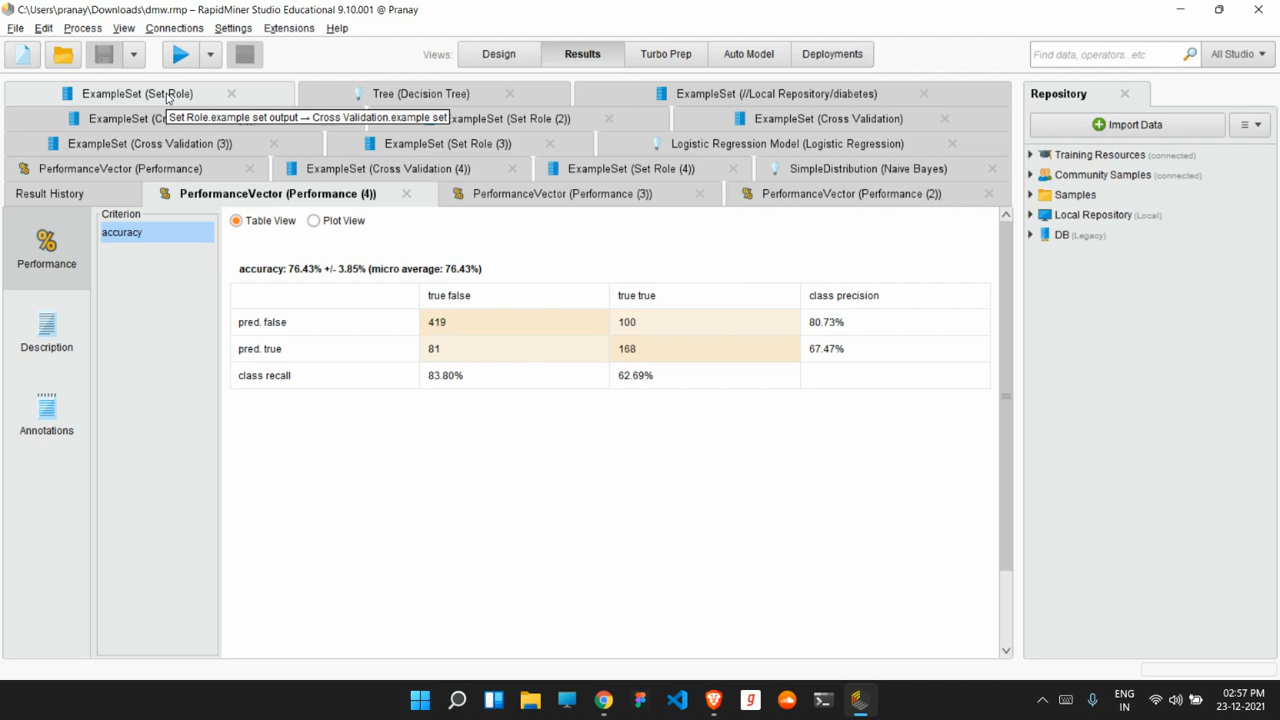 C:\Users\pranay\Downloads\dmw.rmp – RapidMiner Studio Educational 9.10.001 @ Pranay
File Edit Process View Connections Settings Extensions Help
Views: Design Results Turbo Prep Auto Model Deployments Find data, operators...etc All Studio
ExampleSet (Set Role) Tree (Decision Tree) ExampleSet (//Local Repository/diabetes)
ExampleSet (Cr Set Role.example set output → Cross Validation.example set xampleSet (Set Role (2)) ExampleSet (Cross Validation)
ExampleSet (Cross Validation (3)) ExampleSet (Set Role (3)) Logistic Regression Model (Logistic Regression)
PerformanceVector (Performance) ExampleSet (Cross Validation (4)) ExampleSet (Set Role (4)) SimpleDistribution (Naive Bayes)
Result History PerformanceVector (Performance (4)) PerformanceVector (Performance (3)) PerformanceVector (Performance (2))
Repository
Import Data
Training Resources (connected)
Community Samples (connected)
Samples
Local Repository (Local)
DB (Legacy)
Performance
Description
Annotations
Criterion
accuracy
Table View Plot View
accuracy: 76.43% +/- 3.85% (micro average: 76.43%)
true false true true class precision
pred. false 419 100 80.73%
pred. true 81 168 67.47%
class recall 83.80% 62.69%
g
ENG
IN
02:57 PM
23-12-2021